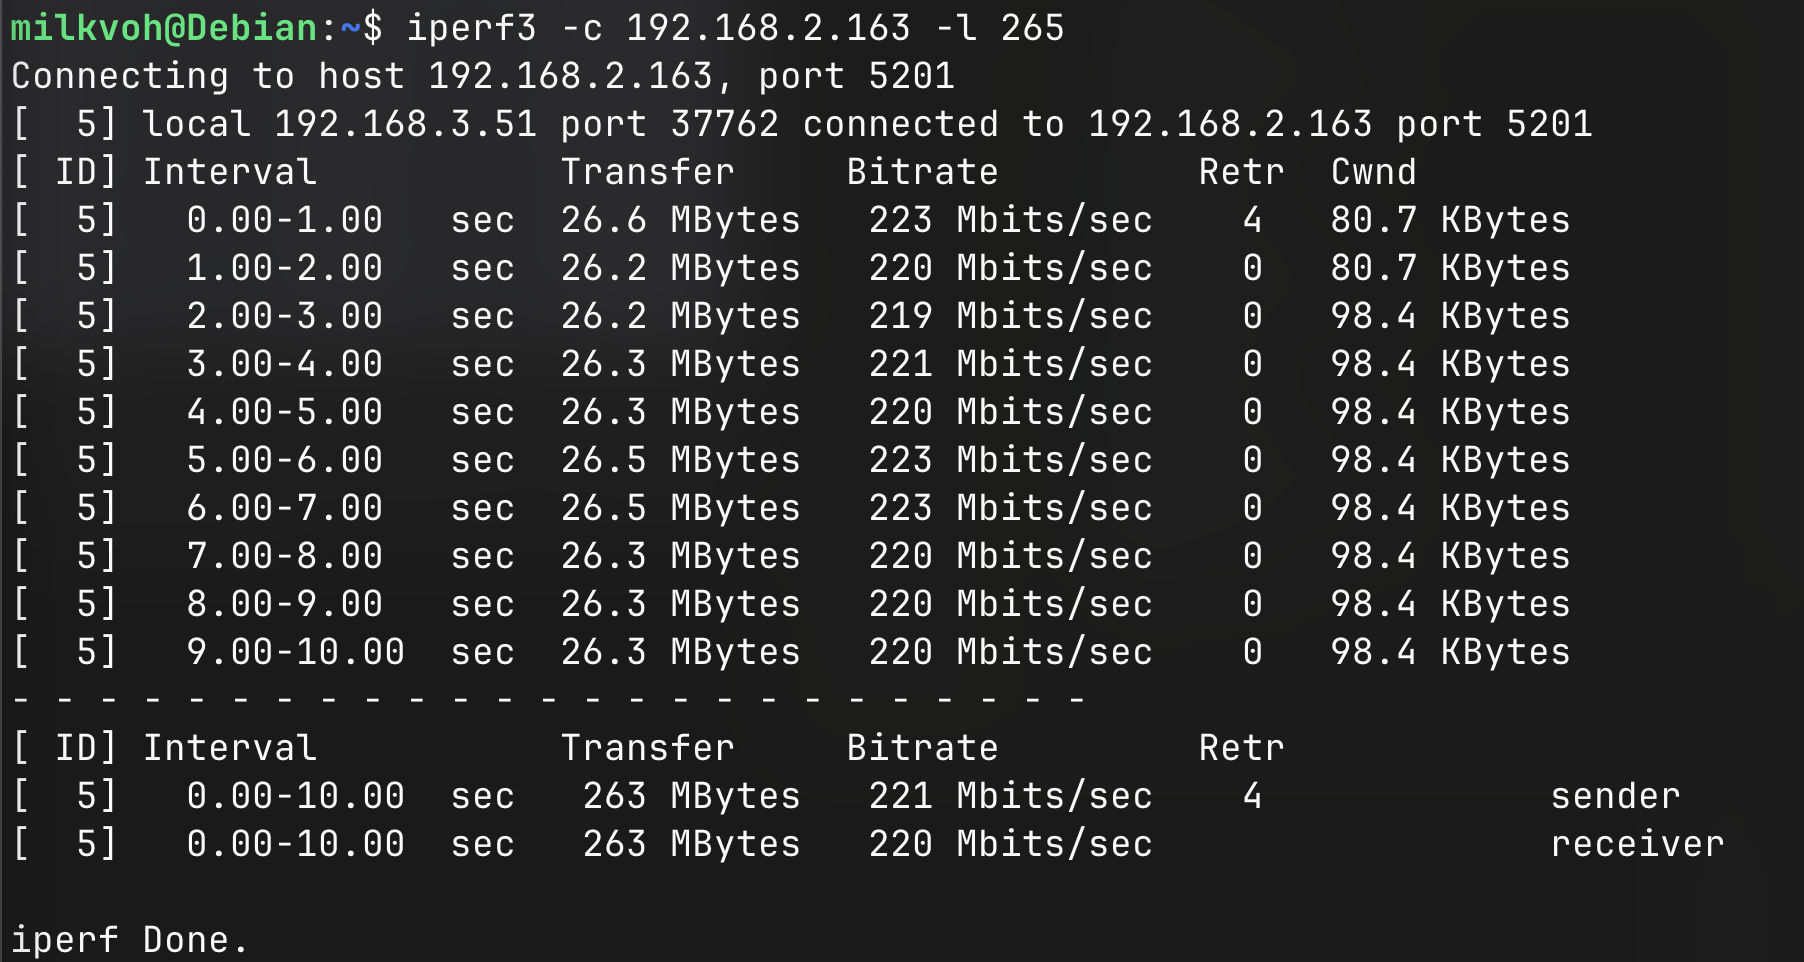 milkvoh@Debian:~$ iperf3 -c 192.168.2.163 -l 265
Connecting to host 192.168.2.163, port 5201
[  5] local 192.168.3.51 port 37762 connected to 192.168.2.163 port 5201
[ ID] Interval           Transfer     Bitrate         Retr  Cwnd
[  5]   0.00-1.00   sec  26.6 MBytes   223 Mbits/sec    4   80.7 KBytes
[  5]   1.00-2.00   sec  26.2 MBytes   220 Mbits/sec    0   80.7 KBytes
[  5]   2.00-3.00   sec  26.2 MBytes   219 Mbits/sec    0   98.4 KBytes
[  5]   3.00-4.00   sec  26.3 MBytes   221 Mbits/sec    0   98.4 KBytes
[  5]   4.00-5.00   sec  26.3 MBytes   220 Mbits/sec    0   98.4 KBytes
[  5]   5.00-6.00   sec  26.5 MBytes   223 Mbits/sec    0   98.4 KBytes
[  5]   6.00-7.00   sec  26.5 MBytes   223 Mbits/sec    0   98.4 KBytes
[  5]   7.00-8.00   sec  26.3 MBytes   220 Mbits/sec    0   98.4 KBytes
[  5]   8.00-9.00   sec  26.3 MBytes   220 Mbits/sec    0   98.4 KBytes
[  5]   9.00-10.00  sec  26.3 MBytes   220 Mbits/sec    0   98.4 KBytes
- - - - - - - - - - - - - - - - - - - - - - - - -
[ ID] Interval           Transfer     Bitrate         Retr
[  5]   0.00-10.00  sec   263 MBytes   221 Mbits/sec    4             sender
[  5]   0.00-10.00  sec   263 MBytes   220 Mbits/sec                  receiver
iperf Done.